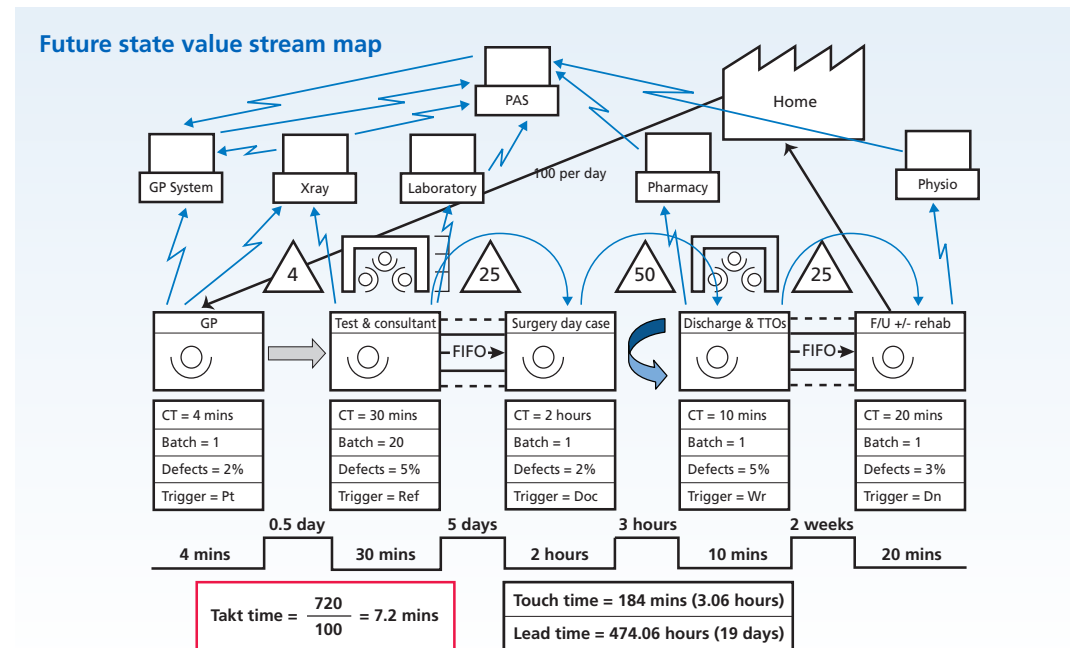 Future state value stream map
PAS
Home
GP System
Xray
Laboratory
Pharmacy
Physio
100 per day
4
25
50
25
GP
Test & consultant
Surgery day case
Discharge & TTOs
F/U +/- rehab
FIFO
FIFO
CT = 4 mins
Batch = 1
Defects = 2%
Trigger = Pt
CT = 30 mins
Batch = 20
Defects = 5%
Trigger = Ref
CT = 2 hours
Batch = 1
Defects = 2%
Trigger = Doc
CT = 10 mins
Batch = 1
Defects = 5%
Trigger = Wr
CT = 20 mins
Batch = 1
Defects = 3%
Trigger = Dn
0.5 day
5 days
3 hours
2 weeks
4 mins
30 mins
2 hours
10 mins
20 mins
Takt time = 720 / 100 = 7.2 mins
Touch time = 184 mins (3.06 hours)
Lead time = 474.06 hours (19 days)